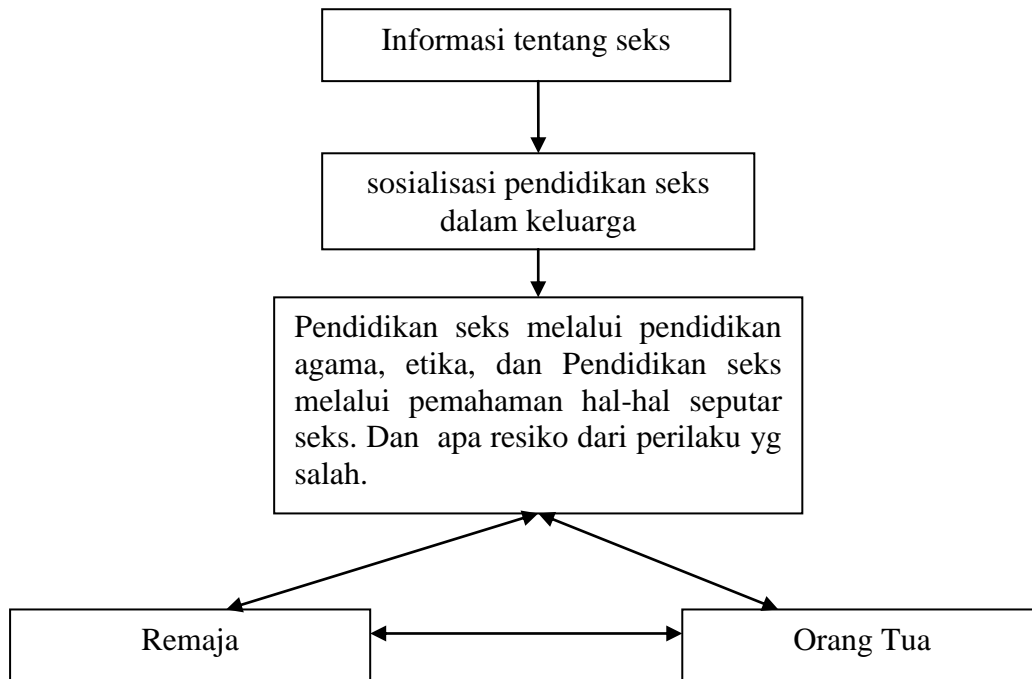 Informasi tentang seks
sosialisasi pendidikan seks
dalam keluarga
Pendidikan seks melalui pendidikan
agama, etika, dan Pendidikan seks
melalui pemahaman hal-hal seputar
seks. Dan apa resiko dari perilaku yg
salah.
Remaja
Orang Tua